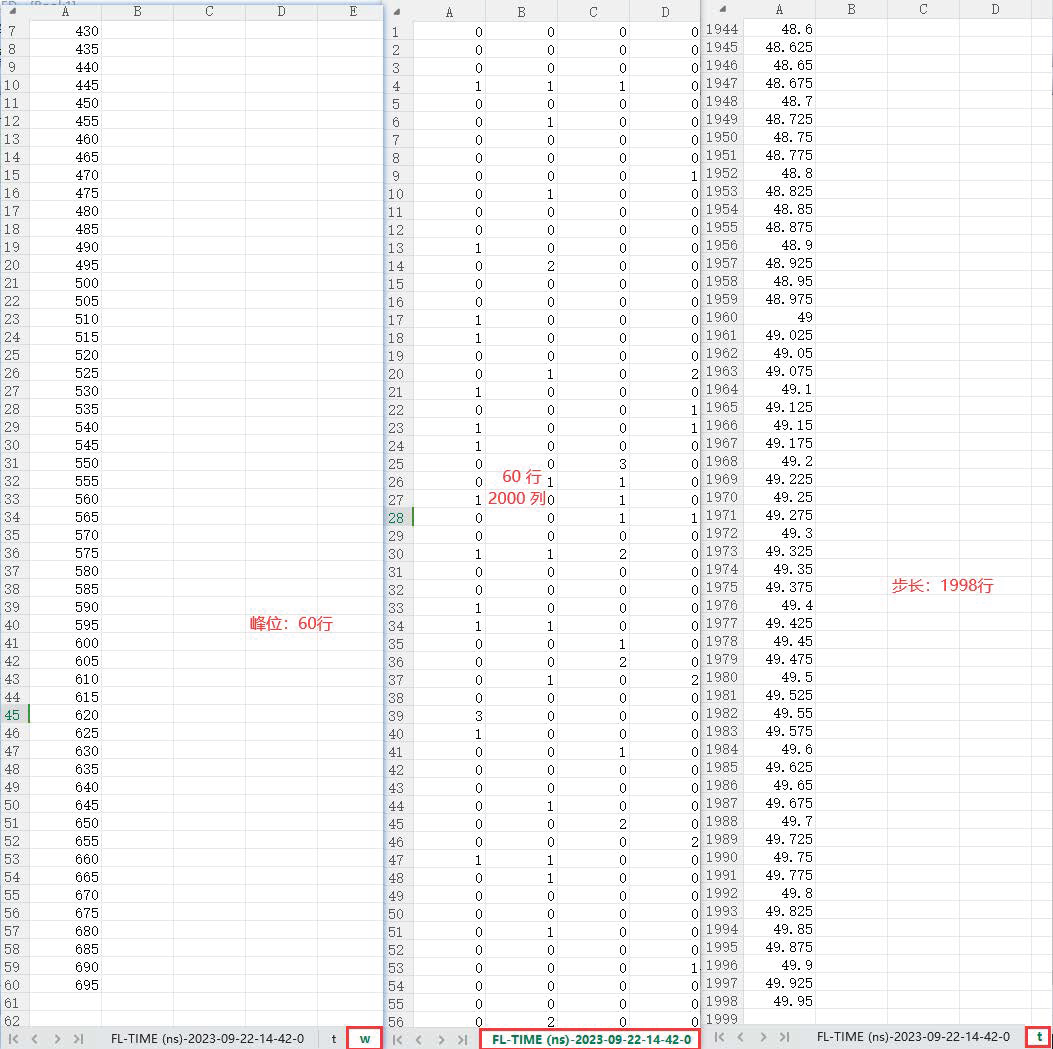 A B C D E
7 430
8 435
9 440
10 445
11 450
12 455
13 460
14 465
15 470
16 475
17 480
18 485
19 490
20 495
21 500
22 505
23 510
24 515
25 520
26 525
27 530
28 535
29 540
30 545
31 550
32 555
33 560
34 565
35 570
36 575
37 580
38 585
39 590
40 595
峰位：60行
41 600
42 605
43 610
44 615
45 620
46 625
47 630
48 635
49 640
50 645
51 650
52 655
53 660
54 665
55 670
56 675
57 680
58 685
59 690
60 695
61
62
FL-TIME (ns)-2023-09-22-14-42-0 t w
A B C D
1 0 0 0 0
2 0 0 0 0
3 0 0 0 0
4 1 1 1 0
5 0 0 0 0
6 0 1 0 0
7 0 0 0 0
8 0 0 0 0
9 0 0 0 1
10 0 1 0 0
11 0 0 0 0
12 0 0 0 0
13 1 0 0 0
14 0 2 0 0
15 0 0 0 0
16 0 0 0 0
17 1 0 0 0
18 1 0 0 0
19 0 0 0 0
20 0 1 0 2
21 1 0 0 0
22 0 0 0 1
23 1 0 0 1
24 1 0 0 0
25 0 0 3 0
26 0 1 1 0
27 1 0 1 0
60 行
2000 列
28 0 0 1 1
29 0 0 0 0
30 1 1 2 0
31 0 0 0 0
32 0 0 0 0
33 1 0 0 0
34 1 1 0 0
35 0 0 1 0
36 0 0 2 0
37 0 1 0 2
38 0 0 0 0
39 3 0 0 0
40 1 0 0 0
41 0 0 1 0
42 0 0 0 0
43 0 0 0 0
44 0 1 0 0
45 0 0 2 0
46 0 0 0 2
47 1 1 0 0
48 0 1 0 0
49 0 0 0 0
50 0 0 0 0
51 0 1 0 0
52 0 0 0 0
53 0 0 0 1
54 0 0 0 0
55 0 0 0 0
56 0 2 0 0
FL-TIME (ns)-2023-09-22-14-42-0
A B C D
1944 48.6
1945 48.625
1946 48.65
1947 48.675
1948 48.7
1949 48.725
1950 48.75
1951 48.775
1952 48.8
1953 48.825
1954 48.85
1955 48.875
1956 48.9
1957 48.925
1958 48.95
1959 48.975
1960 49
1961 49.025
1962 49.05
1963 49.075
1964 49.1
1965 49.125
1966 49.15
1967 49.175
1968 49.2
1969 49.225
1970 49.25
1971 49.275
1972 49.3
1973 49.325
1974 49.35
1975 49.375
步长：1998行
1976 49.4
1977 49.425
1978 49.45
1979 49.475
1980 49.5
1981 49.525
1982 49.55
1983 49.575
1984 49.6
1985 49.625
1986 49.65
1987 49.675
1988 49.7
1989 49.725
1990 49.75
1991 49.775
1992 49.8
1993 49.825
1994 49.85
1995 49.875
1996 49.9
1997 49.925
1998 49.95
1999
FL-TIME (ns)-2023-09-22-14-42-0 t